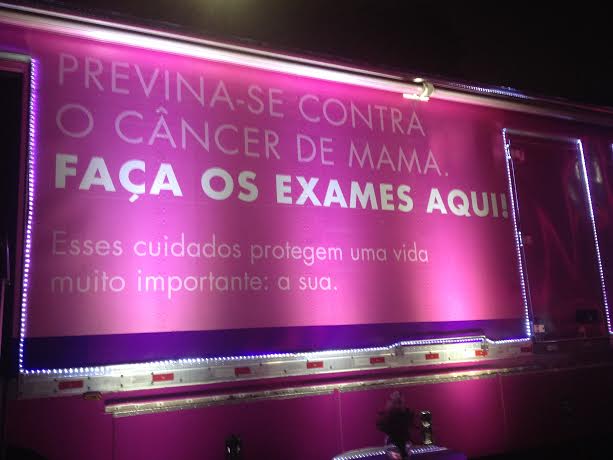 PREVINA-SE CONTRA
O CÂNCER DE MAMA.
FAÇA OS EXAMES AQUI!
Esses cuidados protegem uma vida
muito importante: a sua.